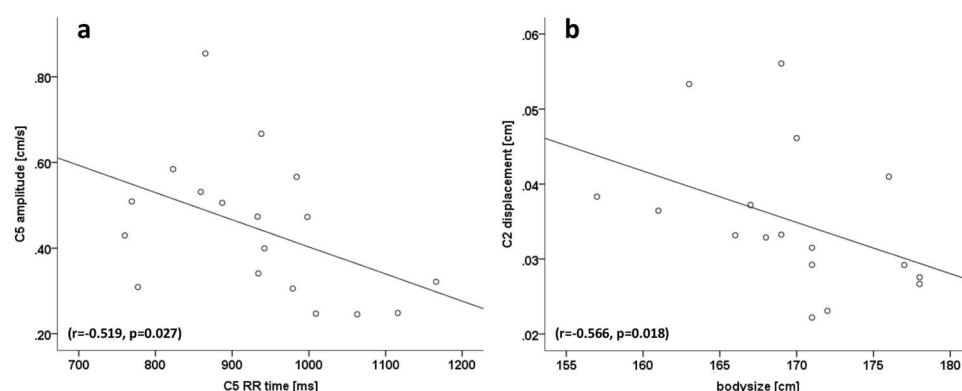 a
C5 amplitude [cm/s]
.80
.60
.40
.20
(r=-0.519, p=0.027)
700 800 900 1000 1100 1200
C5 RR time [ms]
b
C2 displacement [cm]
.06
.05
.04
.03
.02
(r=-0.566, p=0.018)
155 160 165 170 175 180
bodysize [cm]